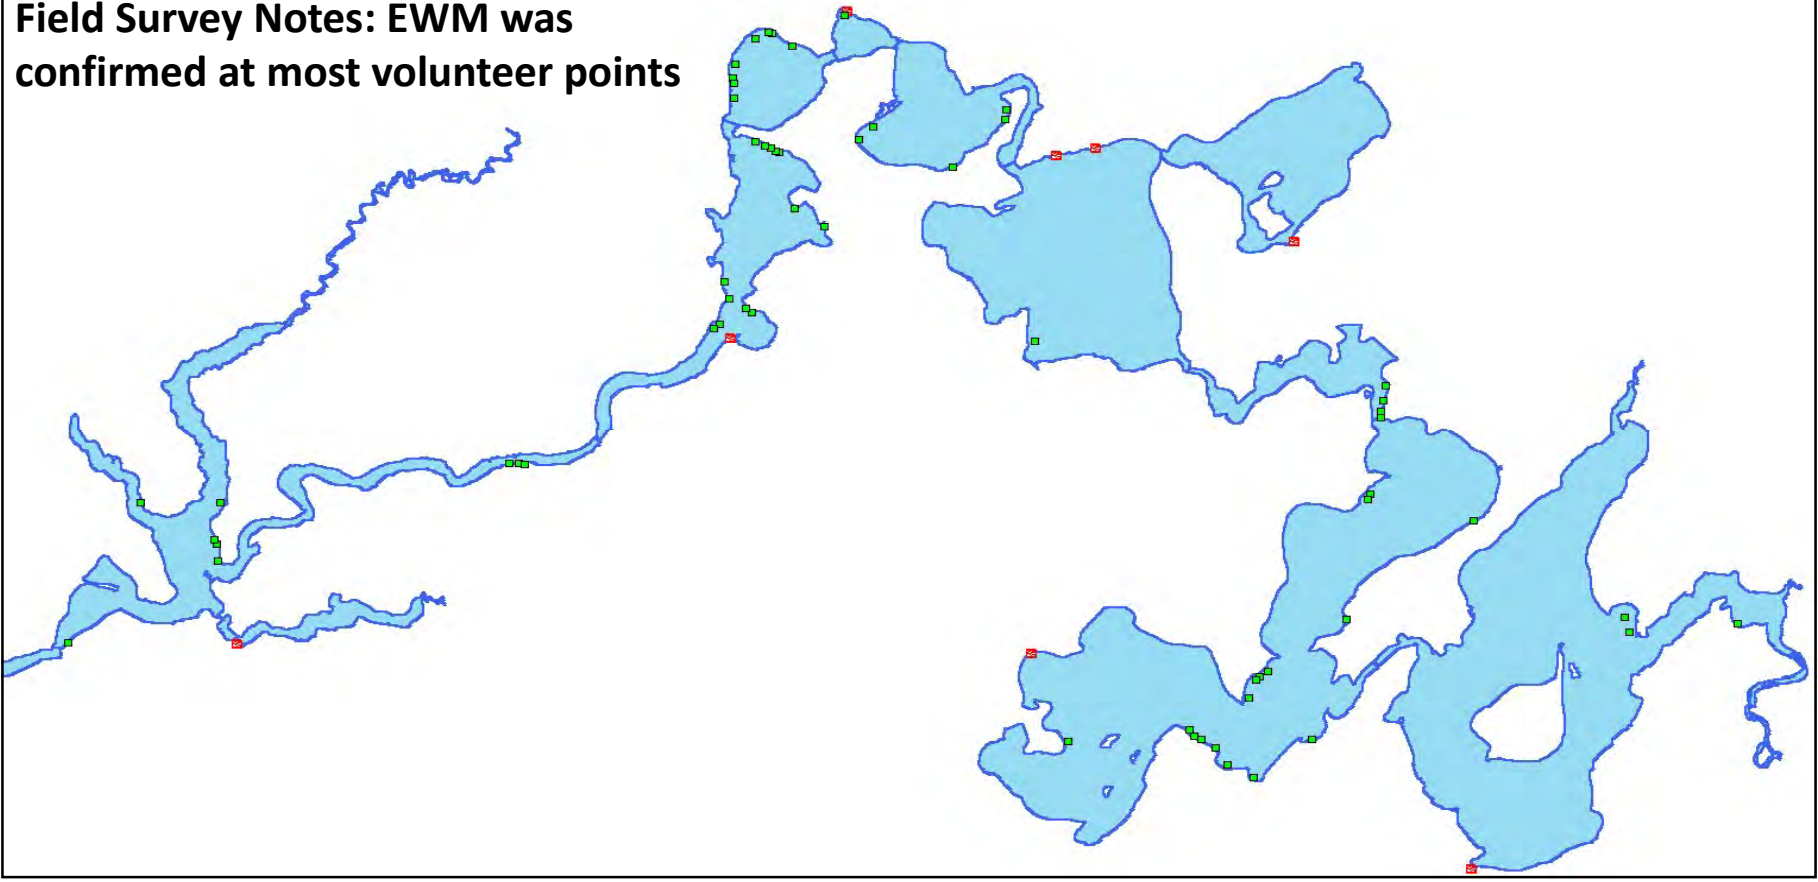 Field Survey Notes: EWM was
confirmed at most volunteer points